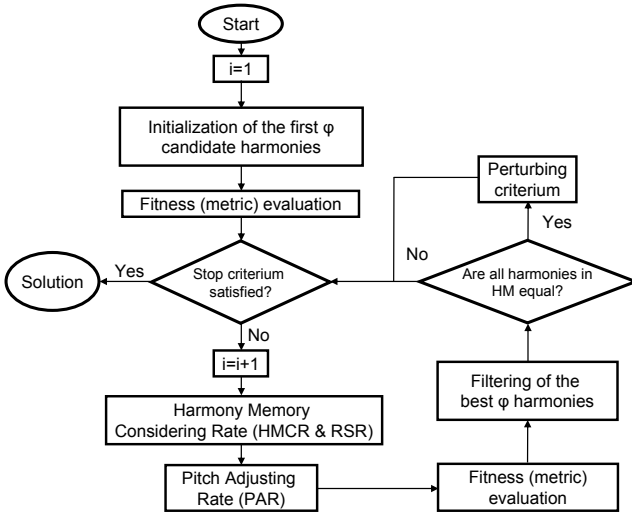 Start
i=1
Initialization of the first φ
candidate harmonies
Fitness (metric) evaluation
Stop criterium
satisfied?
Yes
Solution
No
i=i+1
Harmony Memory
Considering Rate (HMCR & RSR)
Pitch Adjusting
Rate (PAR)
Fitness (metric)
evaluation
Filtering of the
best φ harmonies
Are all harmonies in
HM equal?
No
Yes
Perturbing
criterium